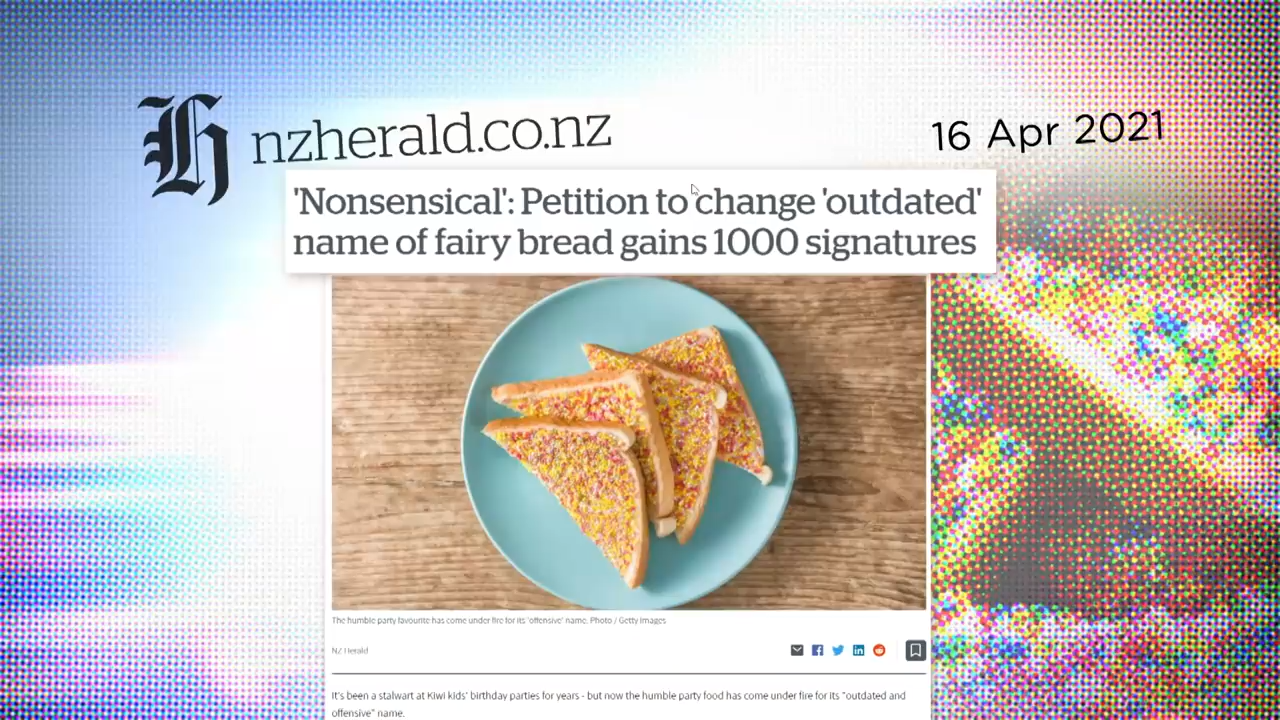 nzherald.co.nz
16 Apr 2021
'Nonsensical': Petition to change 'outdated'
name of fairy bread gains 1000 signatures
The humble party favourite has come under fire for its 'offensive' name. Photo / Getty Images
NZ Herald
It's been a stalwart at Kiwi kids' birthday parties for years - but now the humble party food has come under fire for its "outdated and
offensive" name.